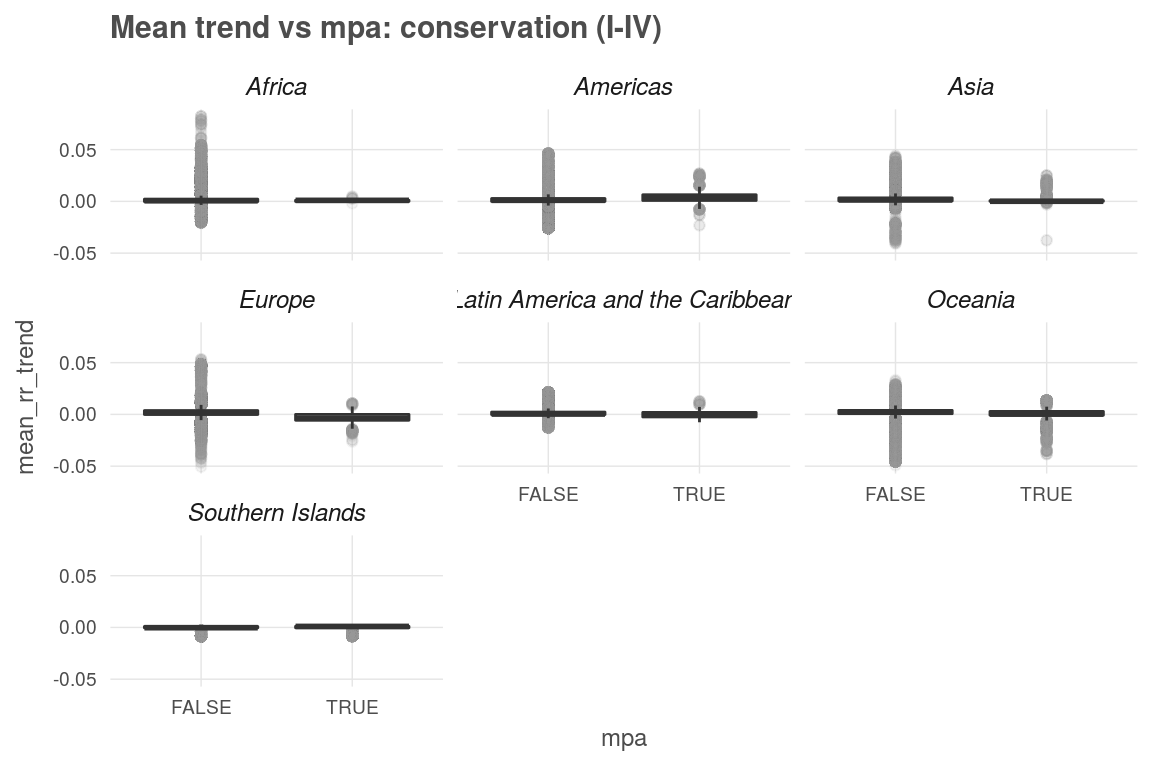 Mean trend vs mpa: conservation (I-IV)
Africa
Americas
Asia
0.05
0.00
-0.05
Europe
Latin America and the Caribbean
Oceania
0.05
0.00
-0.05
FALSE TRUE
FALSE TRUE
Southern Islands
0.05
0.00
-0.05
FALSE TRUE
mean_rr_trend
mpa